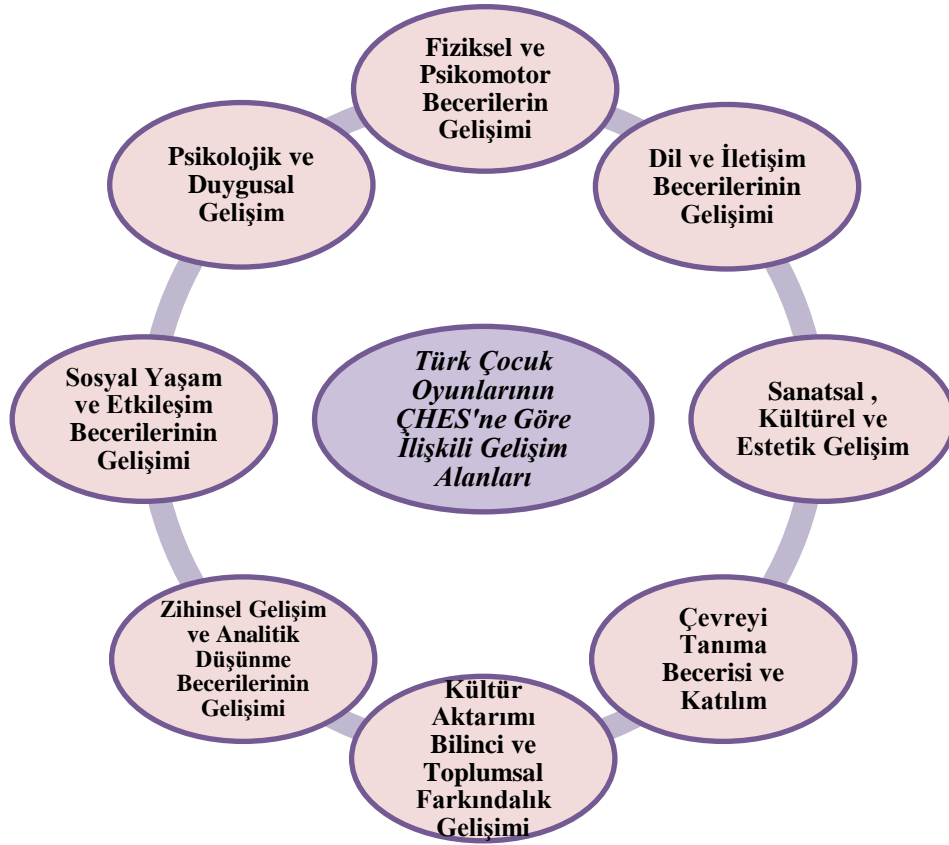 Fiziksel ve
Psikomotor
Becerilerin
Gelişimi
Dil ve İletişim
Becerilerinin
Gelişimi
Sanatsal ,
Kültürel ve
Estetik Gelişim
Çevreyi
Tanıma
Becerisi ve
Katılım
Kültür
Aktarımı
Bilinci ve
Toplumsal
Farkındalık
Gelişimi
Zihinsel Gelişim
ve Analitik
Düşünme
Becerilerinin
Gelişimi
Sosyal Yaşam
ve Etkileşim
Becerilerinin
Gelişimi
Psikolojik ve
Duygusal
Gelişim
Türk Çocuk
Oyunlarının
ÇHES'ne Göre
İlişkili Gelişim
Alanları